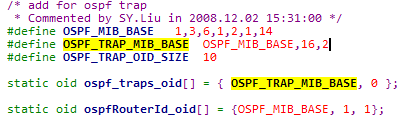 /* add for ospf trap
 * Commented by SY.Liu in 2008.12.02 15:31:00 */
#define OSPF_MIB_BASE   1,3,6,1,2,1,14
#define OSPF_TRAP_MIB_BASE  OSPF_MIB_BASE,16,2
#define OSPF_TRAP_OID_SIZE  10

static oid ospf_traps_oid[] = { OSPF_TRAP_MIB_BASE, 0 };

static oid ospfRouterId_oid[] = {OSPF_MIB_BASE, 1, 1};